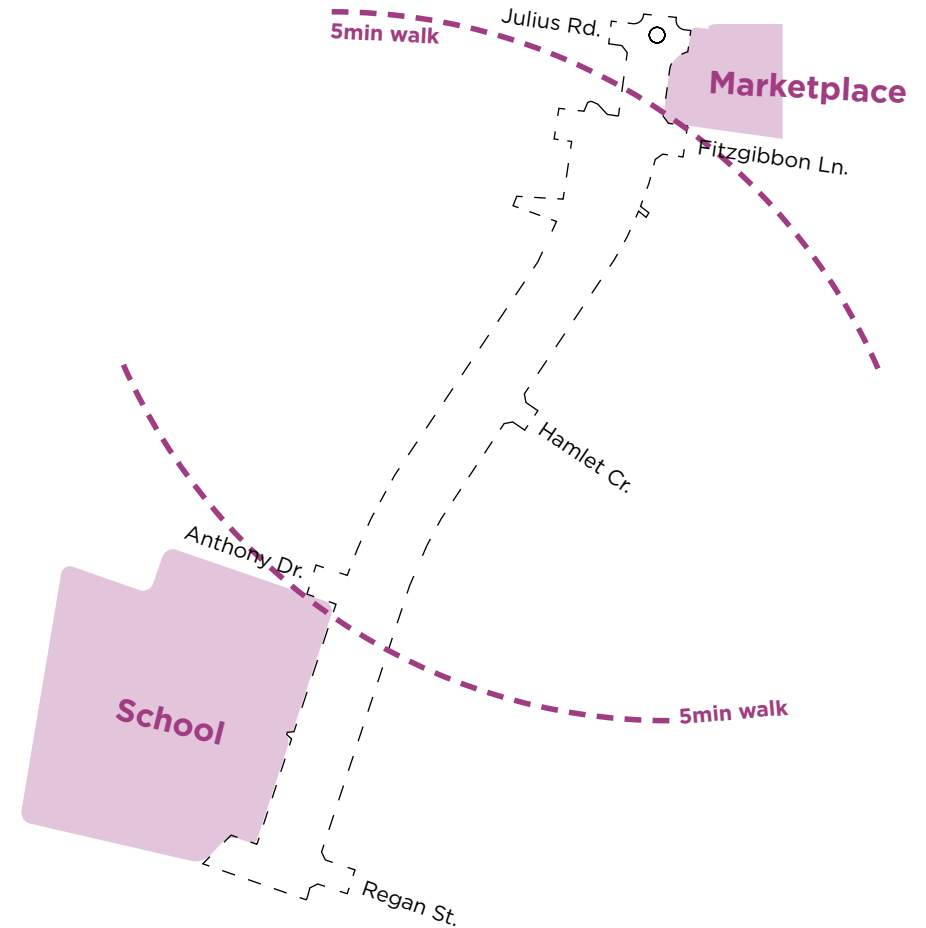 Julius Rd.
5min walk
Marketplace
Fitzgibbon Ln.
Hamlet Cr.
Anthony Dr.
School
5min walk
Regan St.